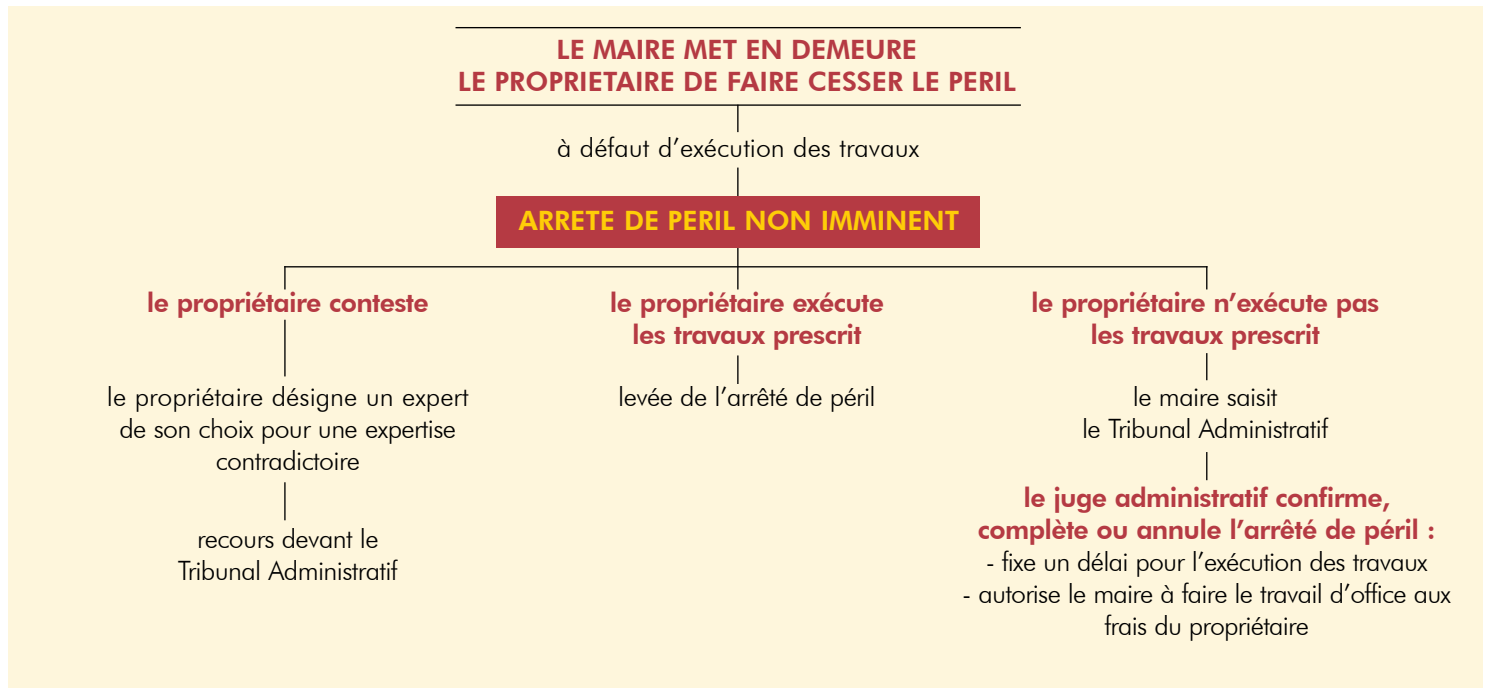 LE MAIRE MET EN DEMEURE
LE PROPRIETAIRE DE FAIRE CESSER LE PERIL
à défaut d’exécution des travaux
ARRETE DE PERIL NON IMMINENT
le propriétaire conteste
le propriétaire désigne un expert
de son choix pour une expertise
contradictoire
recours devant le
Tribunal Administratif
le propriétaire exécute
les travaux prescrit
levée de l’arrêté de péril
le propriétaire n’exécute pas
les travaux prescrit
le maire saisit
le Tribunal Administratif
le juge administratif confirme,
complète ou annule l’arrêté de péril :
- fixe un délai pour l’exécution des travaux
- autorise le maire à faire le travail d’office aux
frais du propriétaire